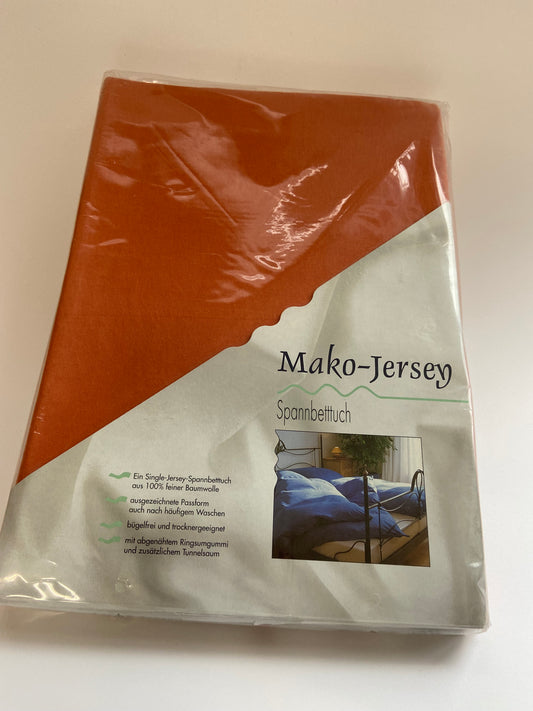 Mako-Jersey
Spannbetttuch
Ein Single-Jersey-Spannbetttuch
aus 100% feiner Baumwolle
ausgezeichnete Passform
auch nach häufigem Waschen
bügelfrei und trocknergeeignet
mit abgenähtem Ringsumgummi
und zusätzlichem Tunnelsaum